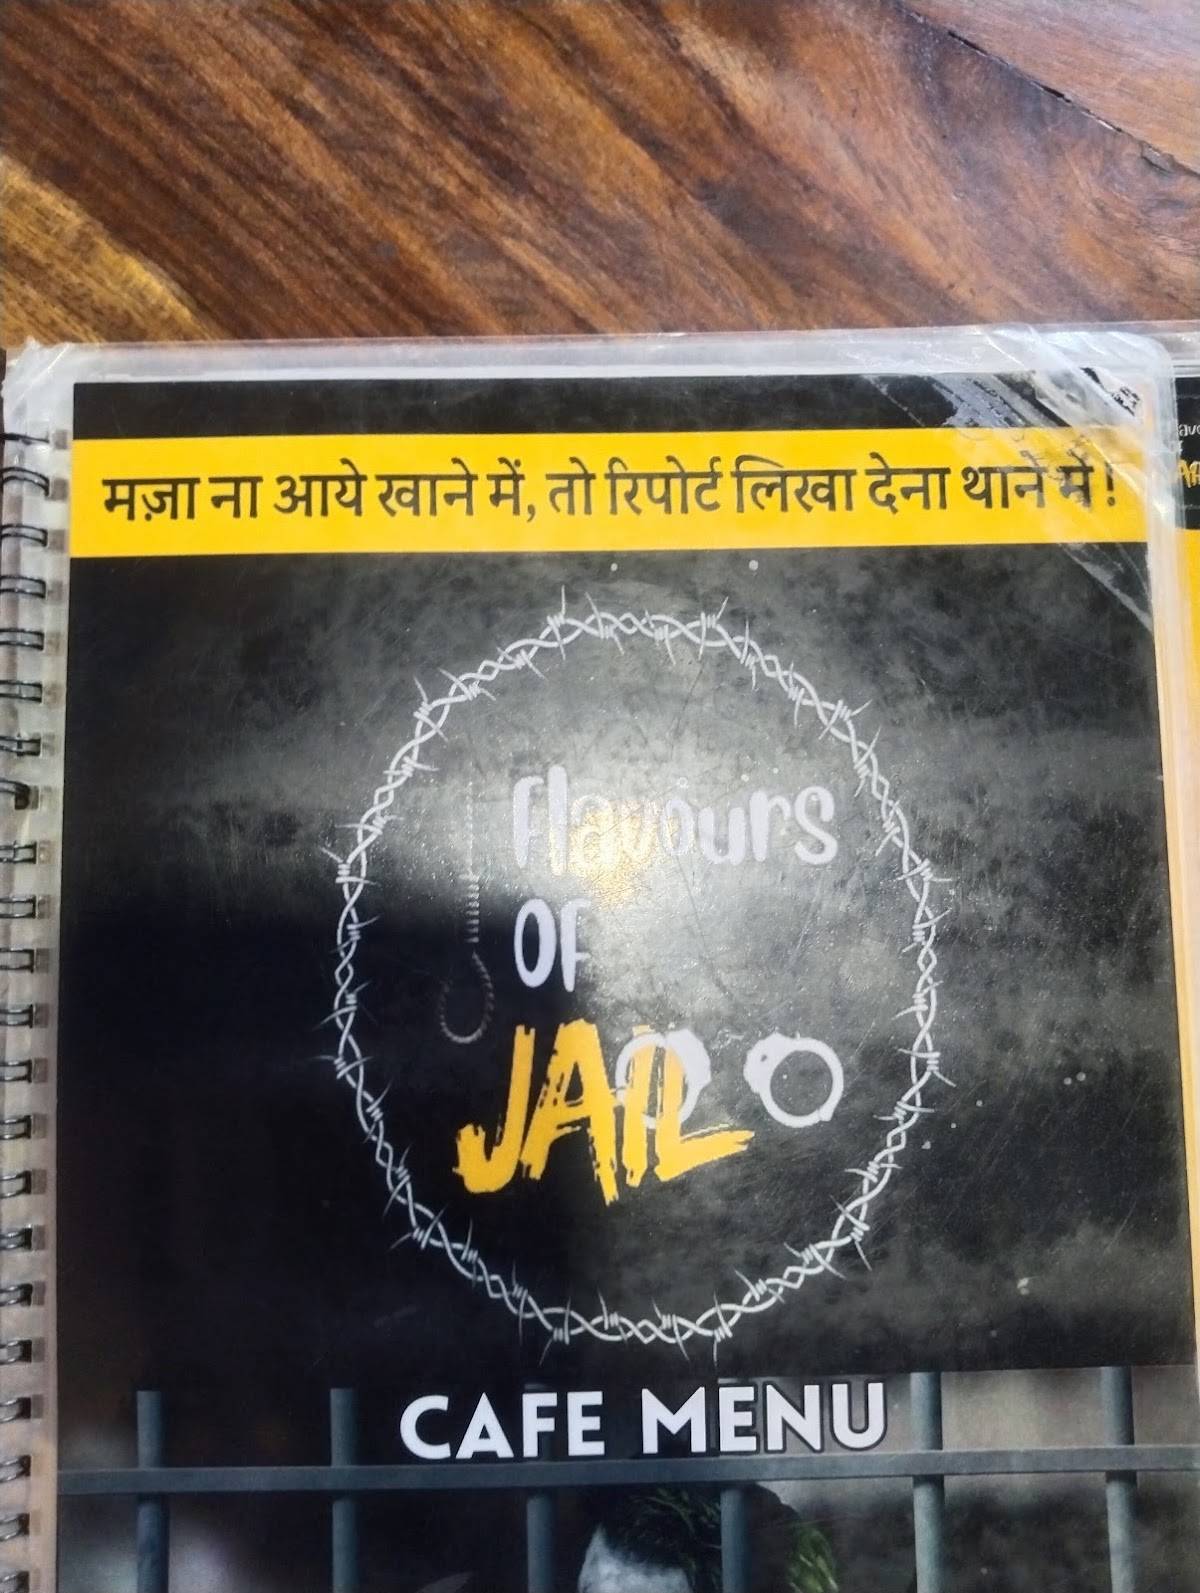 मज़ा ना आये खाने में, तो रिपोर्ट लिखा देना थाने में!
Flavours
OF
JAIL
CAFE MENU